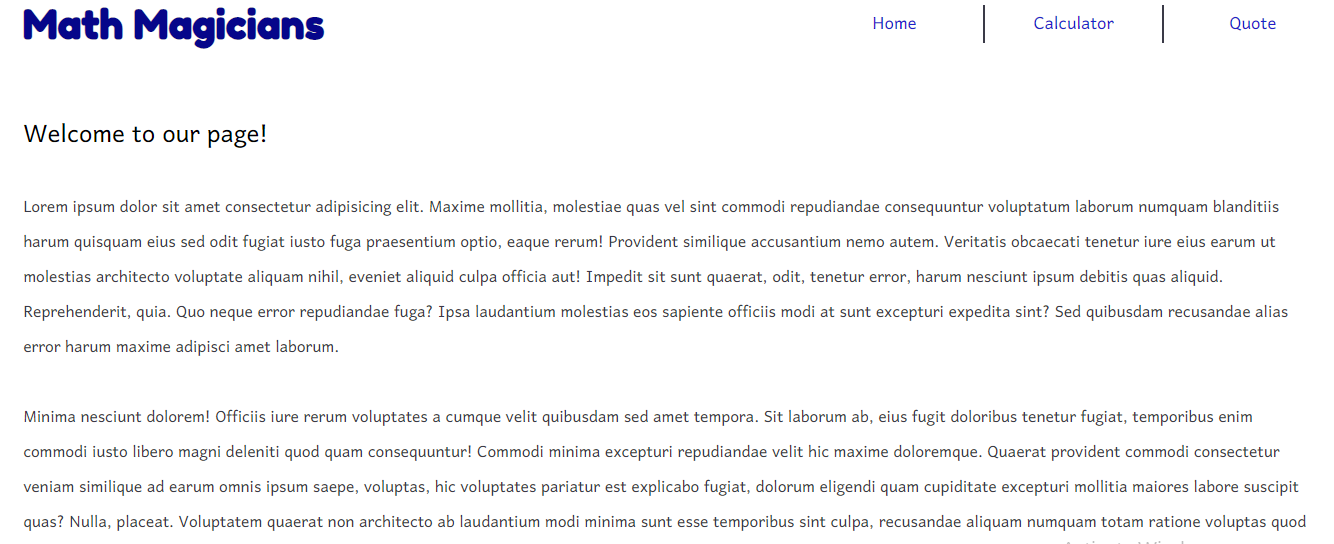 Math Magicians
Home
Calculator
Quote
Welcome to our page!
Lorem ipsum dolor sit amet consectetur adipisicing elit. Maxime mollitia, molestiae quas vel sint commodi repudiandae consequuntur voluptatum laborum numquam blanditiis
harum quisquam eius sed odit fugiat iusto fuga praesentium optio, eaque rerum! Provident similique accusantium nemo autem. Veritatis obcaecati tenetur iure eius earum ut
molestias architecto voluptate aliquam nihil, eveniet aliquid culpa officia aut! Impedit sit sunt quaerat, odit, tenetur error, harum nesciunt ipsum debitis quas aliquid.
Reprehenderit, quia. Quo neque error repudiandae fuga? Ipsa laudantium molestias eos sapiente officiis modi at sunt excepturi expedita sint? Sed quibusdam recusandae alias
error harum maxime adipisci amet laborum.
Minima nesciunt dolorem! Officiis iure rerum voluptates a cumque velit quibusdam sed amet tempora. Sit laborum ab, eius fugit doloribus tenetur fugiat, temporibus enim
commodi iusto libero magni deleniti quod quam consequuntur! Commodi minima excepturi repudiandae velit hic maxime doloremque. Quaerat provident commodi consectetur
veniam similique ad earum omnis ipsum saepe, voluptas, hic voluptates pariatur est explicabo fugiat, dolorum eligendi quam cupiditate excepturi mollitia maiores labore suscipit
quas? Nulla, placeat. Voluptatem quaerat non architecto ab laudantium modi minima sunt esse temporibus sint culpa, recusandae aliquam numquam totam ratione voluptas quod